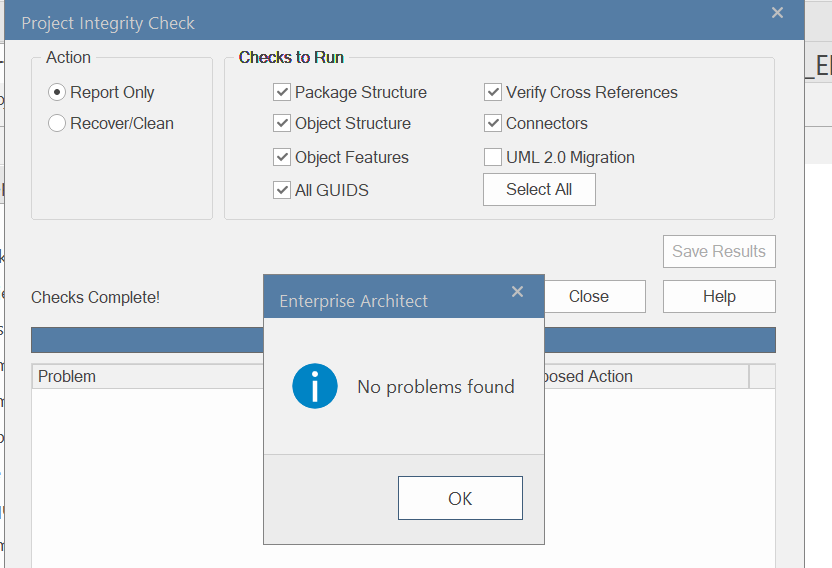 Project Integrity Check
Action
Report Only
Recover/Clean
Checks to Run
Package Structure
Object Structure
Object Features
All GUIDS
Verify Cross References
Connectors
UML 2.0 Migration
Select All
Save Results
Checks Complete!
Close
Help
Problem
posed Action
Enterprise Architect
No problems found
OK